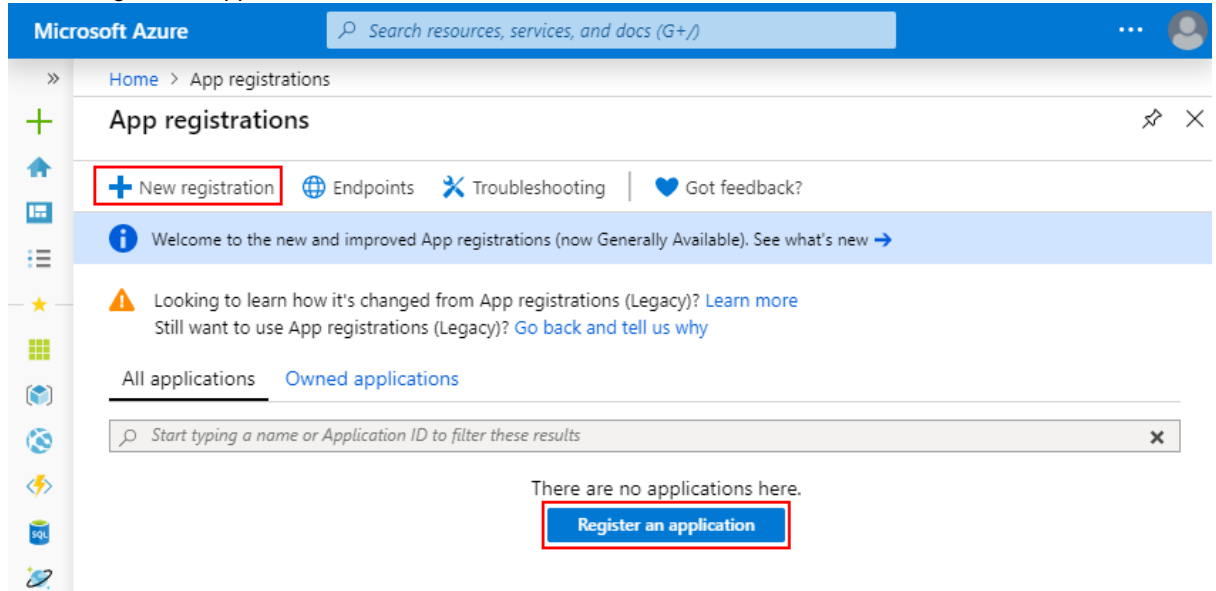 Microsoft Azure
Search resources, services, and docs (G+/)
Home > App registrations
App registrations
New registration
Endpoints
Troubleshooting
Got feedback?
Welcome to the new and improved App registrations (now Generally Available). See what's new →
Looking to learn how it's changed from App registrations (Legacy)? Learn more
Still want to use App registrations (Legacy)? Go back and tell us why
All applications
Owned applications
Start typing a name or Application ID to filter these results
There are no applications here.
Register an application
SQL